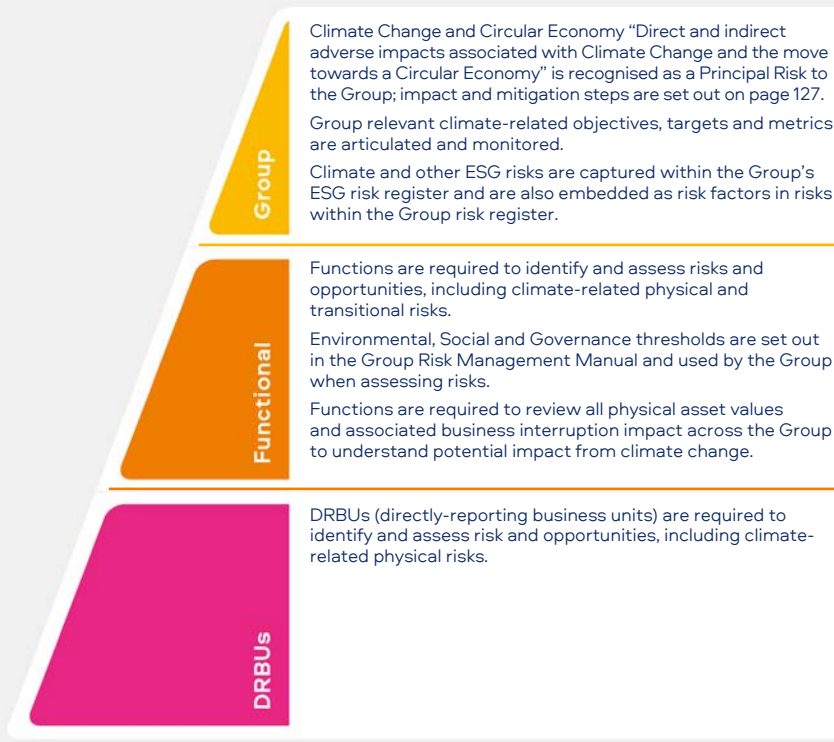 Climate Change and Circular Economy “Direct and indirect
adverse impacts associated with Climate Change and the move
towards a Circular Economy” is recognised as a Principal Risk to
the Group; impact and mitigation steps are set out on page 127.
Group relevant climate-related objectives, targets and metrics
are articulated and monitored.
Climate and other ESG risks are captured within the Group’s
ESG risk register and are also embedded as risk factors in risks
within the Group risk register.
Group
Functions are required to identify and assess risks and
opportunities, including climate-related physical and
transitional risks.
Environmental, Social and Governance thresholds are set out
in the Group Risk Management Manual and used by the Group
when assessing risks.
Functions are required to review all physical asset values
and associated business interruption impact across the Group
to understand potential impact from climate change.
Functional
DRBUs (directly-reporting business units) are required to
identify and assess risk and opportunities, including climate-
related physical risks.
DRBUs